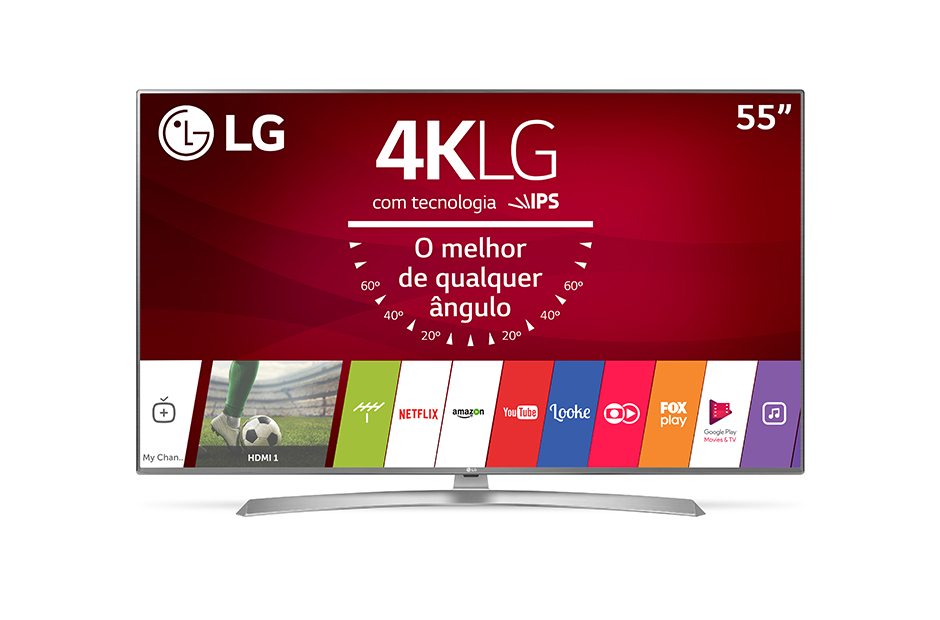 LG
55”
4KLG
com tecnologia IPS
O melhor
de qualquer
ângulo
60º
60º
40º
40º
20º
20º
My Chan..
HDMI 1
NETFLIX
amazon
YouTube
Looke
FOX
play
Google Play
Movies & TV
LG